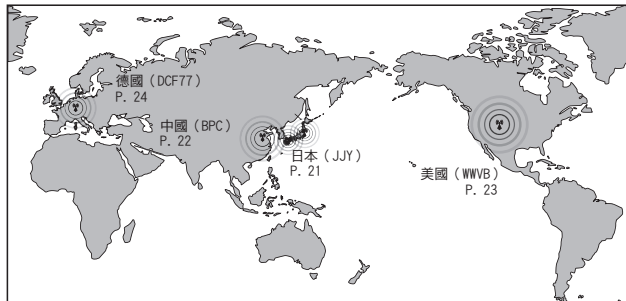 德國（DCF77）
P. 24
中國（BPC）
P. 22
日本（JJY）
P. 21
美國（WWVB）
P. 23